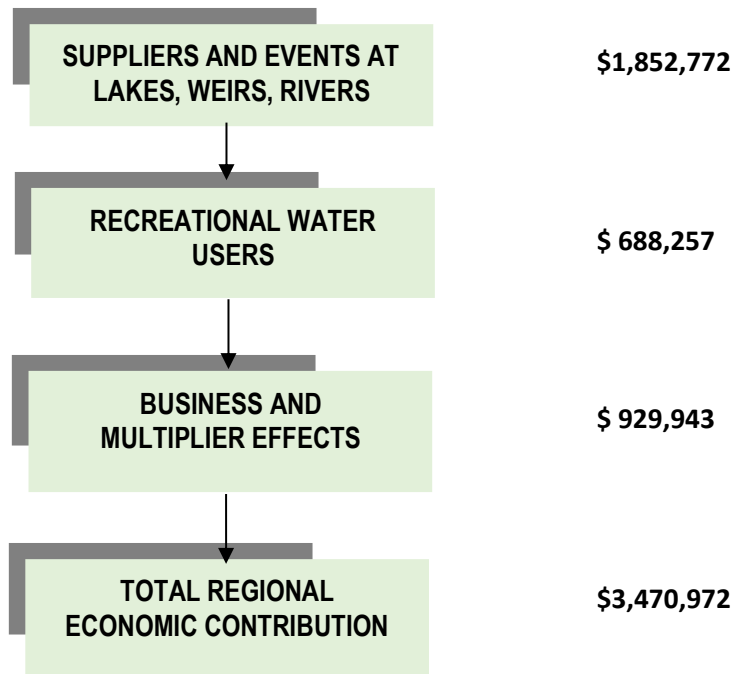 SUPPLIERS AND EVENTS AT
LAKES, WEIRS, RIVERS
$1,852,772
RECREATIONAL WATER
USERS
$ 688,257
BUSINESS AND
MULTIPLIER EFFECTS
$ 929,943
TOTAL REGIONAL
ECONOMIC CONTRIBUTION
$3,470,972